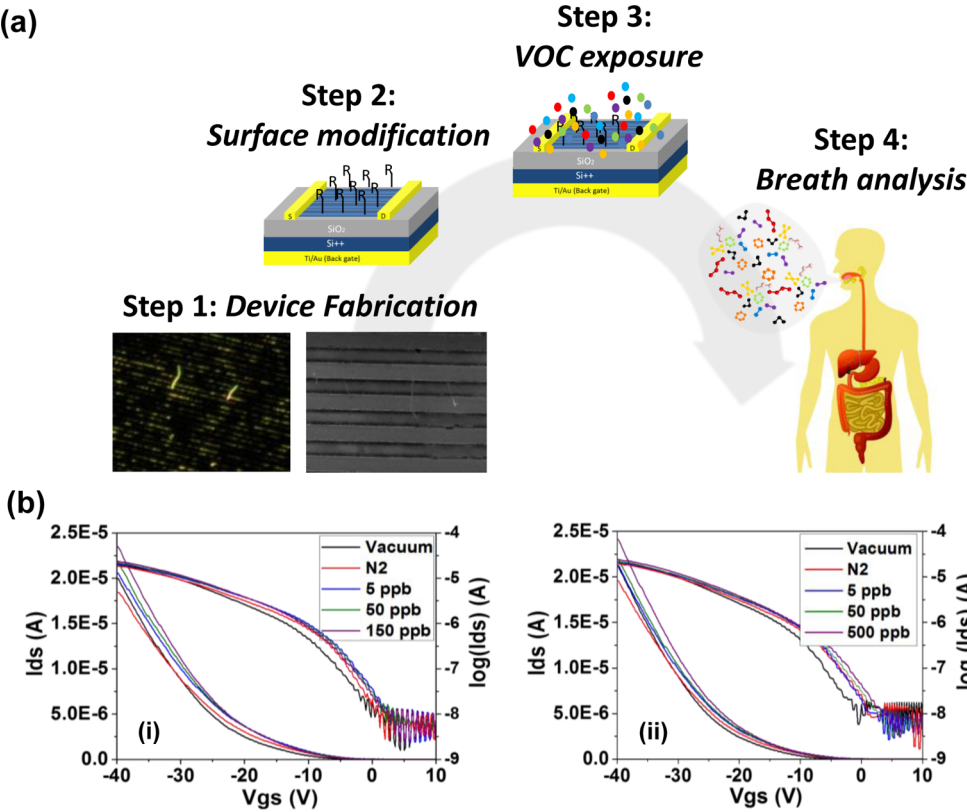 (a)
Step 3:
VOC exposure
Step 2:
Surface modification
Step 4:
Breath analysis
R R R R R R R R
S D
SiO₂
Si++
Ti/Au (Back gate)
R R R R
S D
SiO₂
Si++
Ti/Au (Back gate)
Step 1: Device Fabrication
(b)
2.5E-5
2.0E-5
1.5E-5
1.0E-5
5.0E-6
0.0
Ids (A)
-4
-5
-6
-7
-8
-9
log(Ids) (A)
Vacuum
N2
5 ppb
50 ppb
150 ppb
(i)
-40 -30 -20 -10 0 10
Vgs (V)
2.5E-5
2.0E-5
1.5E-5
1.0E-5
5.0E-6
0.0
Ids (A)
-4
-5
-6
-7
-8
-9
log (Ids) (A)
Vacuum
N2
5 ppb
50 ppb
500 ppb
(ii)
-40 -30 -20 -10 0 10
Vgs (V)